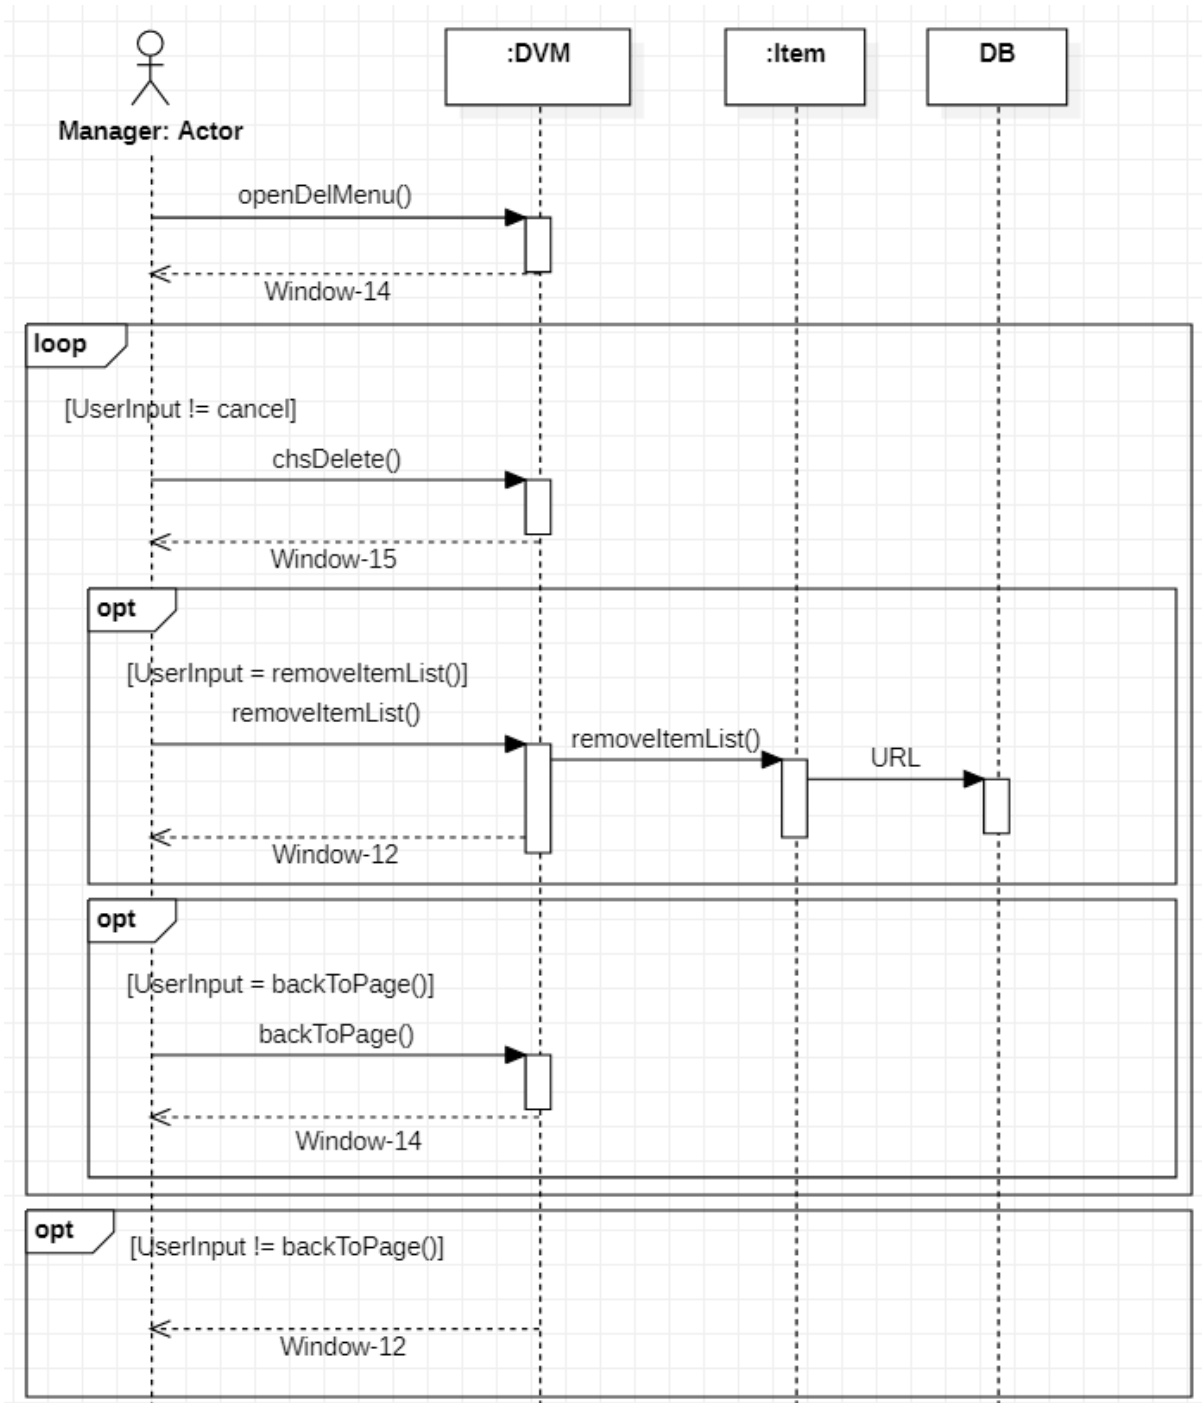 :DVM
:Item
DB
Manager: Actor
openDelMenu()
Window-14
loop
[UserInput != cancel]
chsDelete()
Window-15
opt
[UserInput = removeItemList()]
removeItemList()
removeItemList()
URL
Window-12
opt
[UserInput = backToPage()]
backToPage()
Window-14
opt
[UserInput != backToPage()]
Window-12